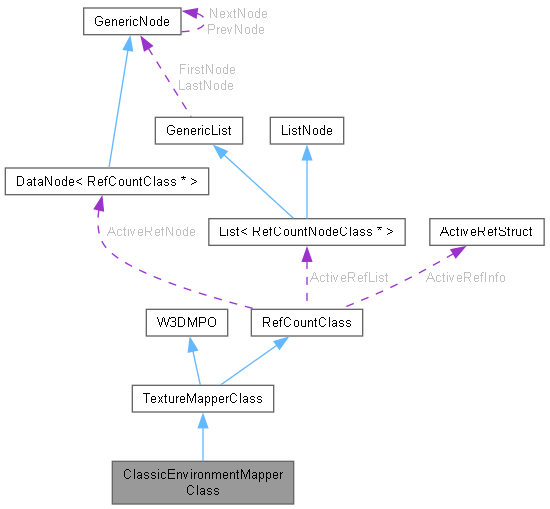 GenericNode
NextNode
PrevNode
FirstNode
LastNode
GenericList
ListNode
DataNode< RefCountClass * >
ActiveRefNode
List< RefCountNodeClass * >
ActiveRefStruct
ActiveRefList
ActiveRefInfo
W3DMPO
RefCountClass
TextureMapperClass
ClassicEnvironmentMapper
Class